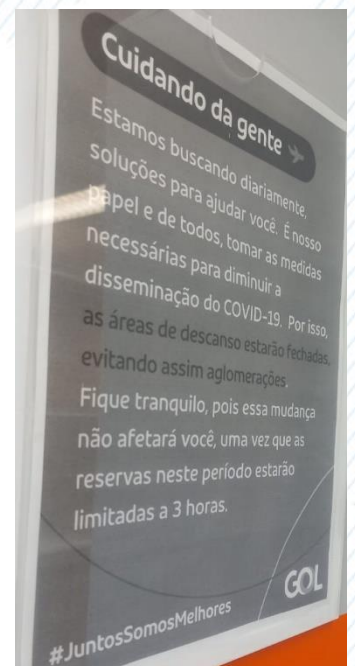 Cuidando da gente
Estamos buscando diariamente,
soluções para ajudar você. É nosso
papel e de todos, tomar as medidas
necessárias para diminuir a
disseminação do COVID-19. Por isso,
as áreas de descanso estarão fechadas,
evitando assim aglomerações.
Fique tranquilo, pois essa mudança
não afetará você, uma vez que as
reservas neste período estarão
limitadas a 3 horas.
GOL
#JuntosSomosMelhores